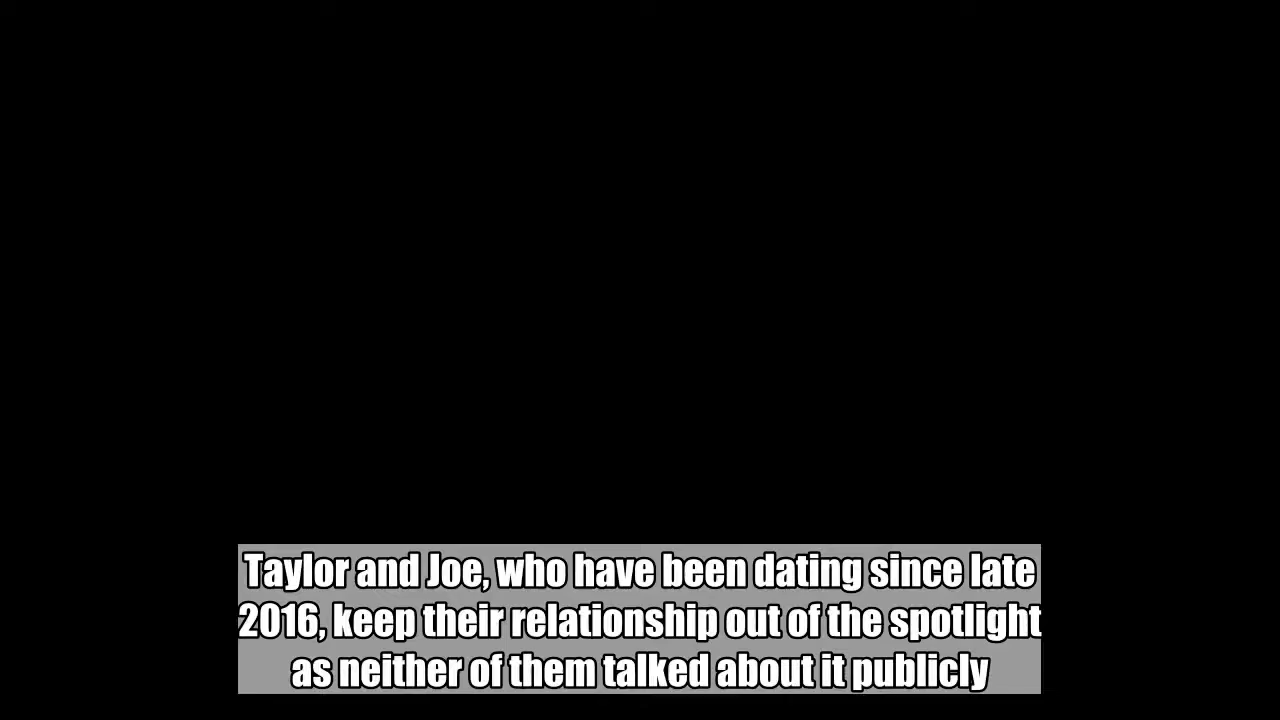 Taylor and Joe, who have been dating since late
2016, keep their relationship out of the spotlight
as neither of them talked about it publicly